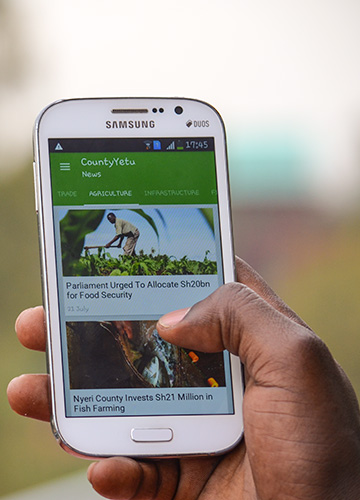 SAMSUNG DUOS
17:45
CountyYetu
News
TRADE AGRICULTURE INFRASTRUCTURE
Parliament Urged To Allocate Sh20bn
for Food Security
31 July
Nyeri County Invests Sh21 Million in
Fish Farming